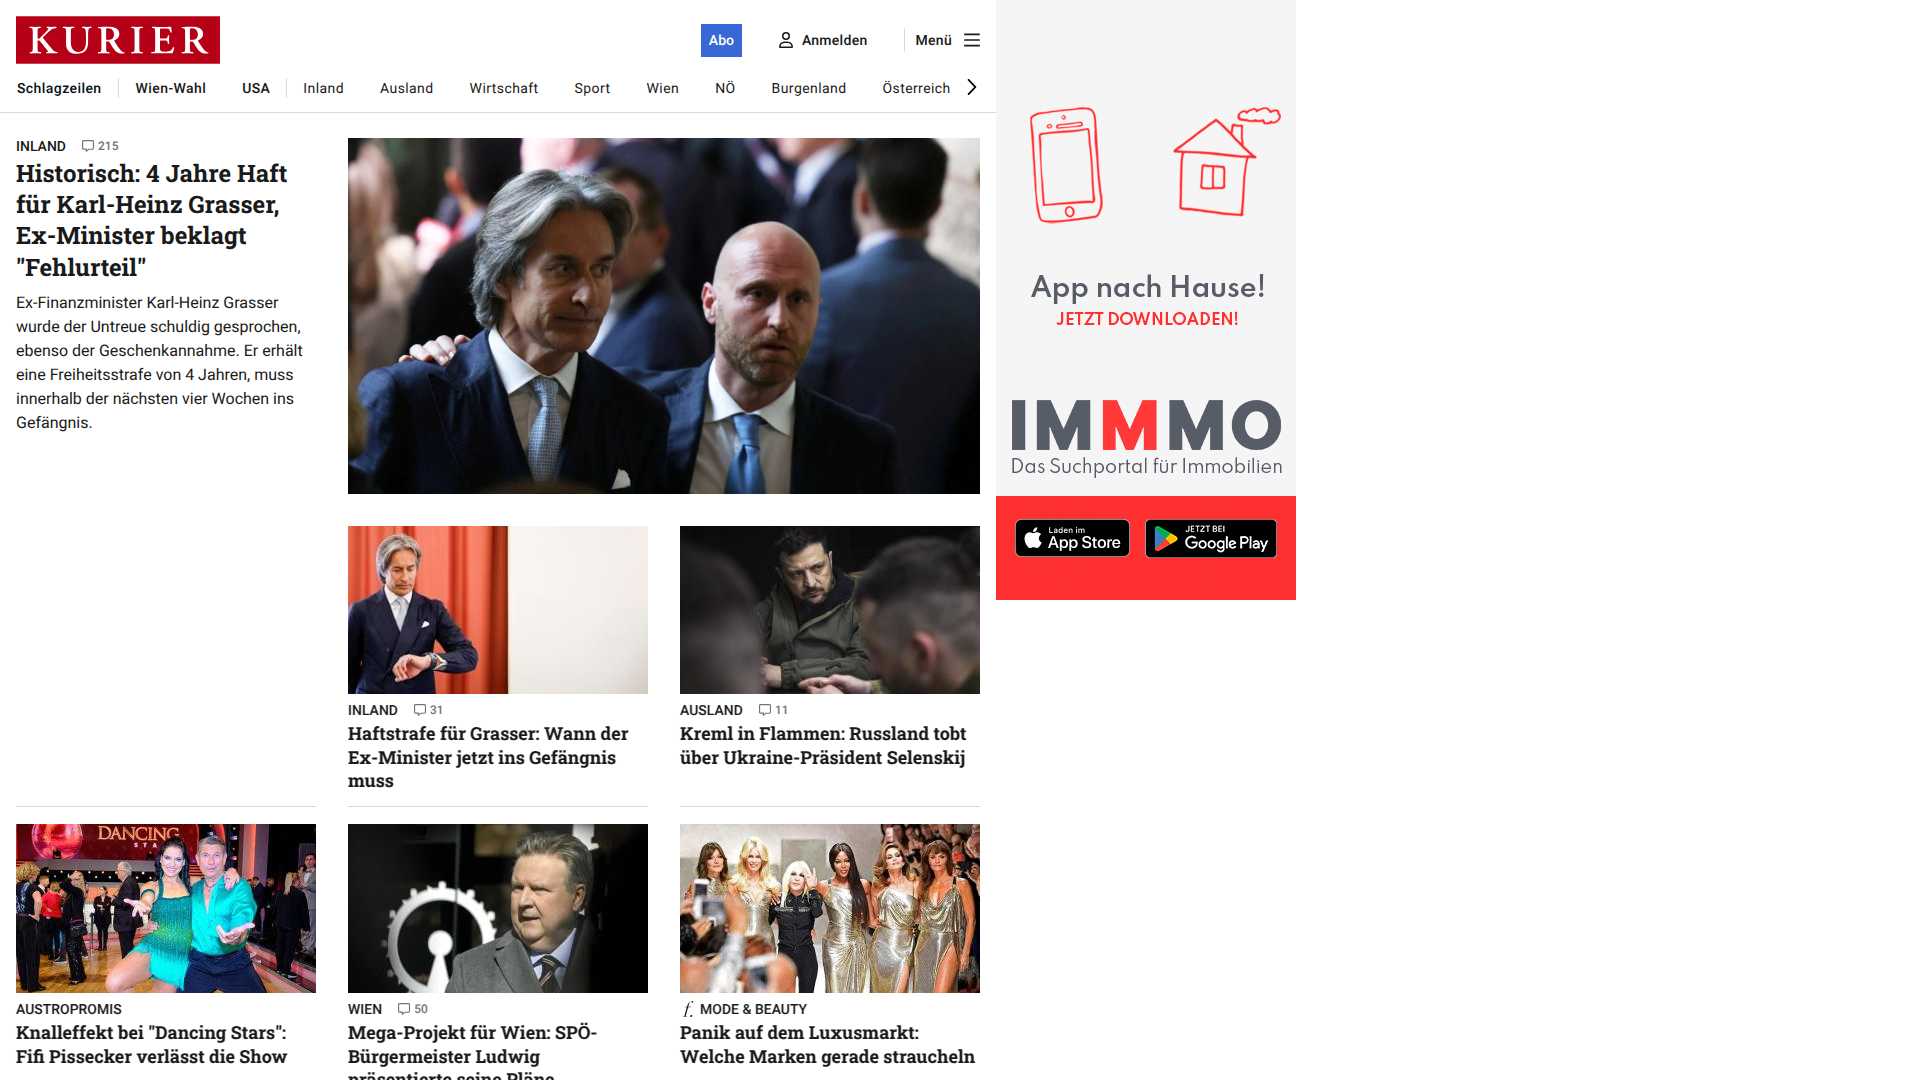 KURIER
Abo
Anmelden
Menü
Schlagzeilen
Wien-Wahl
USA
Inland
Ausland
Wirtschaft
Sport
Wien
NÖ
Burgenland
Österreich
INLAND 215
Historisch: 4 Jahre Haft
für Karl-Heinz Grasser,
Ex-Minister beklagt
"Fehlurteil"
Ex-Finanzminister Karl-Heinz Grasser
wurde der Untreue schuldig gesprochen,
ebenso der Geschenkannahme. Er erhält
eine Freiheitsstrafe von 4 Jahren, muss
innerhalb der nächsten vier Wochen ins
Gefängnis.
INLAND 31
Haftstrafe für Grasser: Wann der
Ex-Minister jetzt ins Gefängnis
muss
AUSLAND 11
Kreml in Flammen: Russland tobt
über Ukraine-Präsident Selenskij
DANCING
STA
AUSTROPROMIS
Knalleffekt bei "Dancing Stars":
Fifi Pissecker verlässt die Show
WIEN 50
Mega-Projekt für Wien: SPÖ-
Bürgermeister Ludwig
präsentierte seine Pläne
f. MODE & BEAUTY
Panik auf dem Luxusmarkt:
Welche Marken gerade straucheln
App nach Hause!
JETZT DOWNLOADEN!
IMMMO
Das Suchportal für Immobilien
Laden im
App Store
JETZT BEI
Google Play